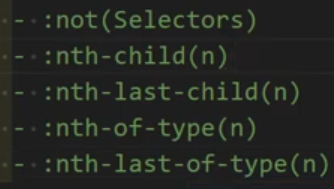 - :not(Selectors)
- :nth-child(n)
- :nth-last-child(n)
- :nth-of-type(n)
- :nth-last-of-type(n)